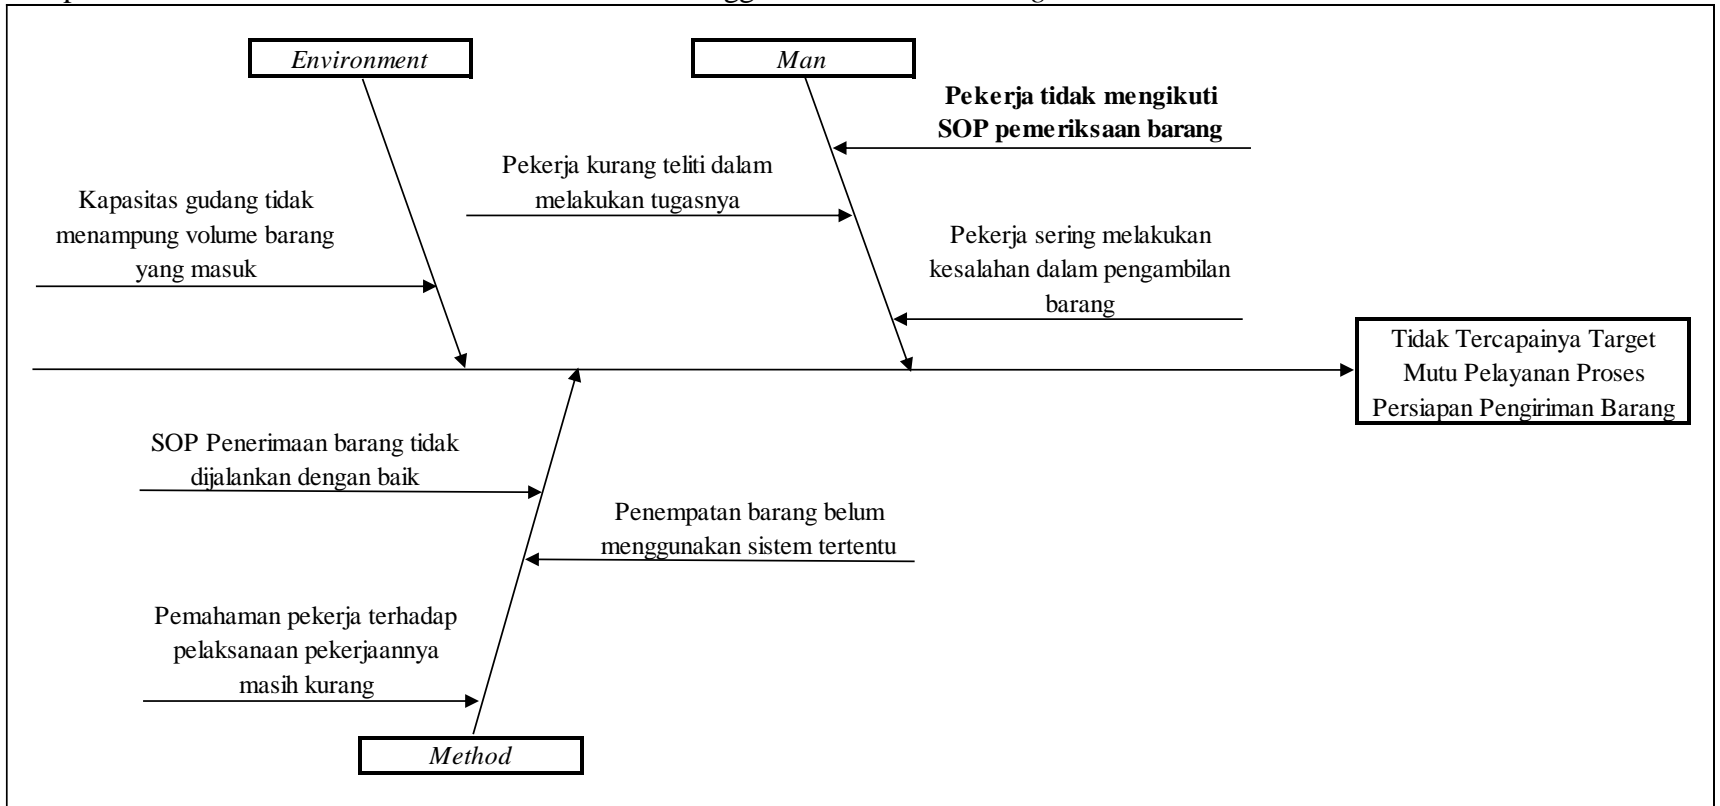 Environment
Man
Pekerja tidak mengikuti
SOP pemeriksaan barang
Pekerja kurang teliti dalam
melakukan tugasnya
Kapasitas gudang tidak
menampung volume barang
yang masuk
Pekerja sering melakukan
kesalahan dalam pengambilan
barang
Tidak Tercapainya Target
Mutu Pelayanan Proses
Persiapan Pengiriman Barang
SOP Penerimaan barang tidak
dijalankan dengan baik
Penempatan barang belum
menggunakan sistem tertentu
Pemahaman pekerja terhadap
pelaksanaan pekerjaannya
masih kurang
Method